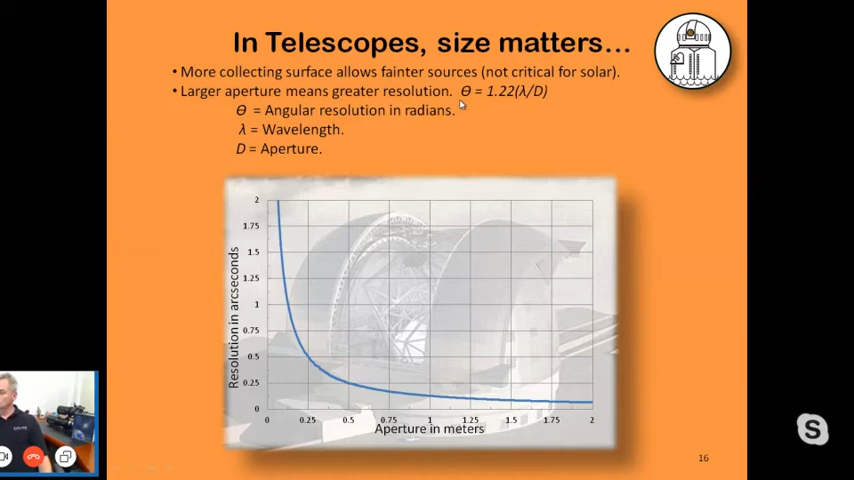 In Telescopes, size matters…
• More collecting surface allows fainter sources (not critical for solar).
• Larger aperture means greater resolution. ϴ = 1.22(λ/D)
ϴ = Angular resolution in radians.
λ = Wavelength.
D = Aperture.
Resolution in arcseconds
2
1.75
1.5
1.25
1
0.75
0.5
0.25
0
0 0.25 0.5 0.75 1 1.25 1.5 1.75 2
Aperture in meters
16
S